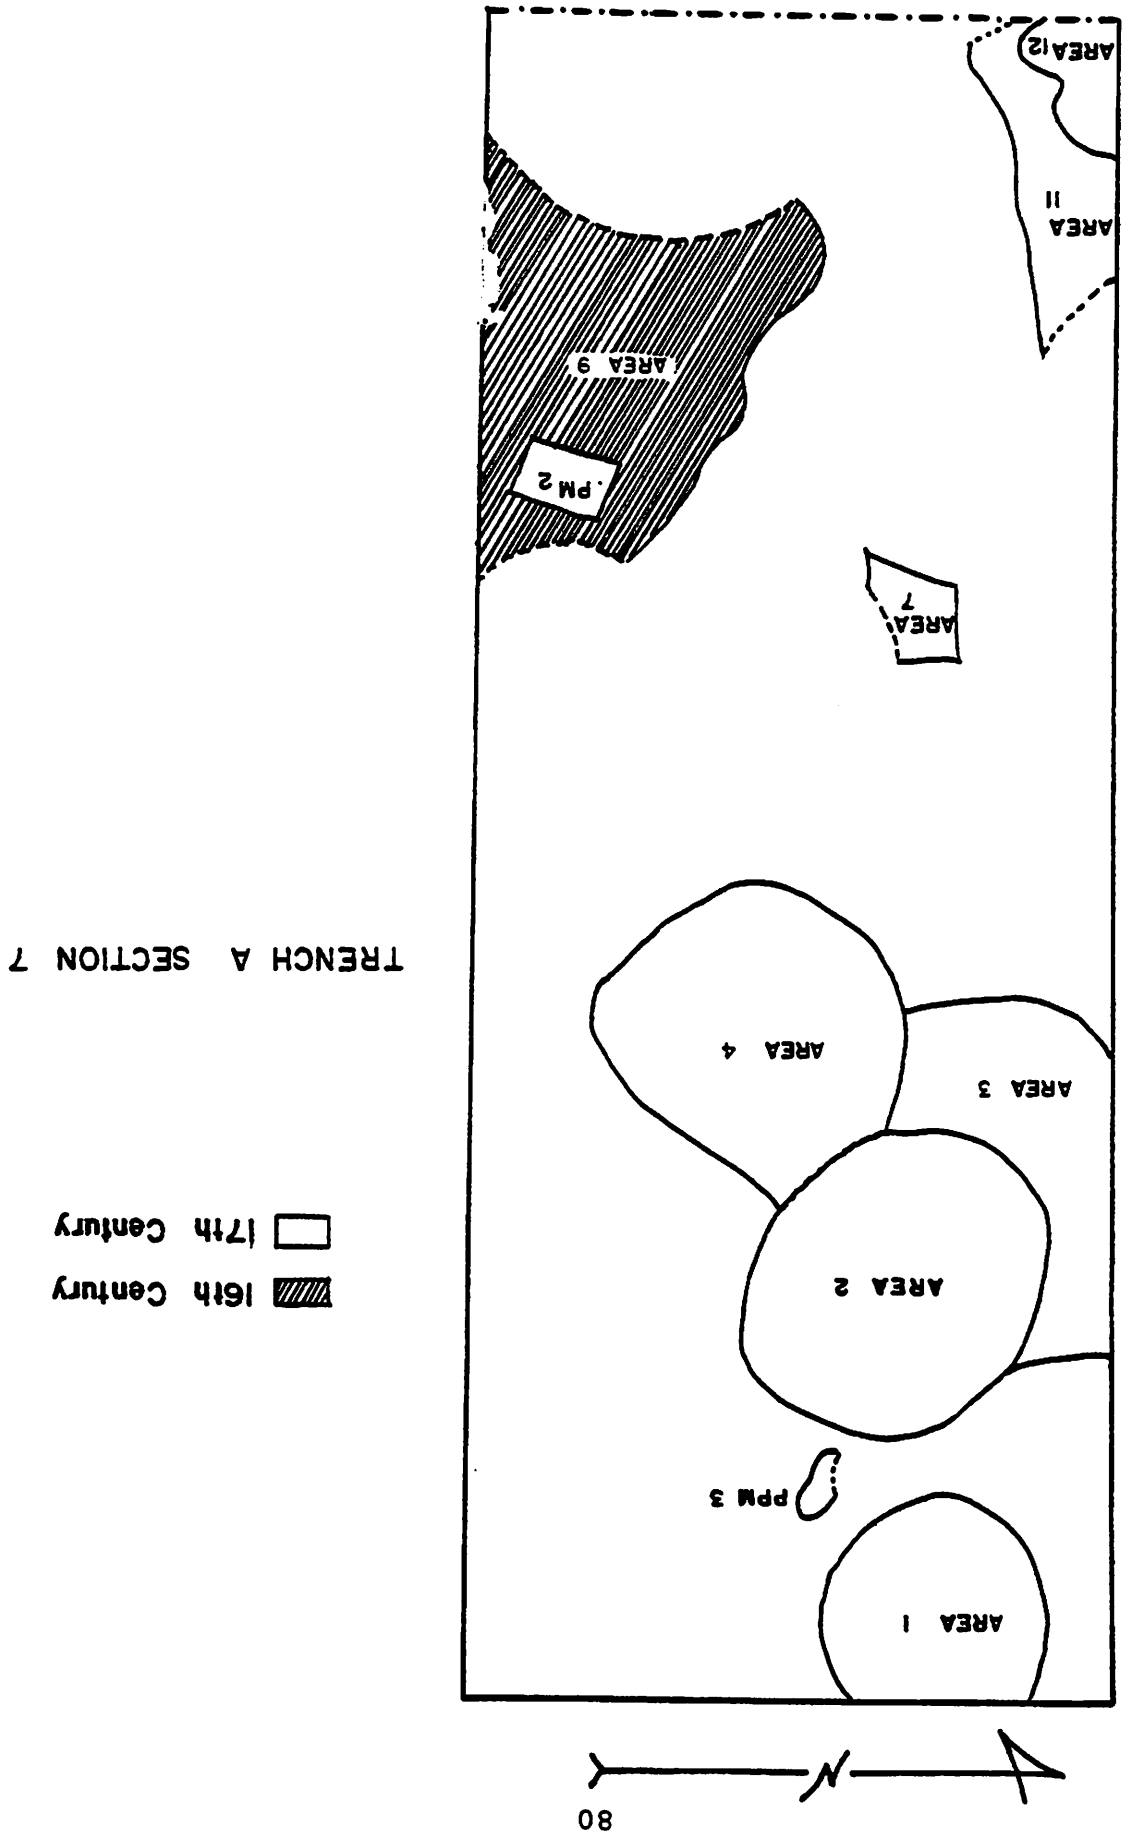 80
N
AREA 1
PPM 3
AREA 2
16th Century
17th Century
AREA 3
AREA 4
TRENCH A SECTION 7
AREA
7
.PM 2
AREA 9
AREA
11
AREA 12